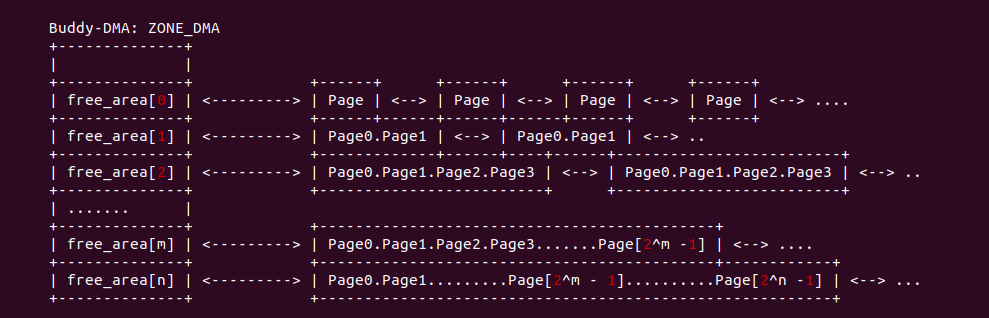 Buddy-DMA: ZONE_DMA
+--------------+
|              |
+--------------+             +------+      +------+      +------+      +------+
| free_area[0] | <---------> | Page | <--> | Page | <--> | Page | <--> | Page | <--> ....
+--------------+             +------+------+------+------+------+      +------+
| free_area[1] | <---------> | Page0.Page1 | <--> | Page0.Page1 | <--> ..
+--------------+             +-------------+------+----+------+-------------------------+
| free_area[2] | <---------> | Page0.Page1.Page2.Page3 | <--> | Page0.Page1.Page2.Page3 | <--> ..
+--------------+             +-------------------------+      +-------------------------+
| .......      |
+--------------+             +--------------------------------------------+
| free_area[m] | <---------> | Page0.Page1.Page2.Page3.......Page[2^m -1] | <--> ....
+--------------+             +--------------------------------------------+------------+
| free_area[n] | <---------> | Page0.Page1.........Page[2^m - 1]..........Page[2^n -1] | <--> ...
+--------------+             +---------------------------------------------------------+